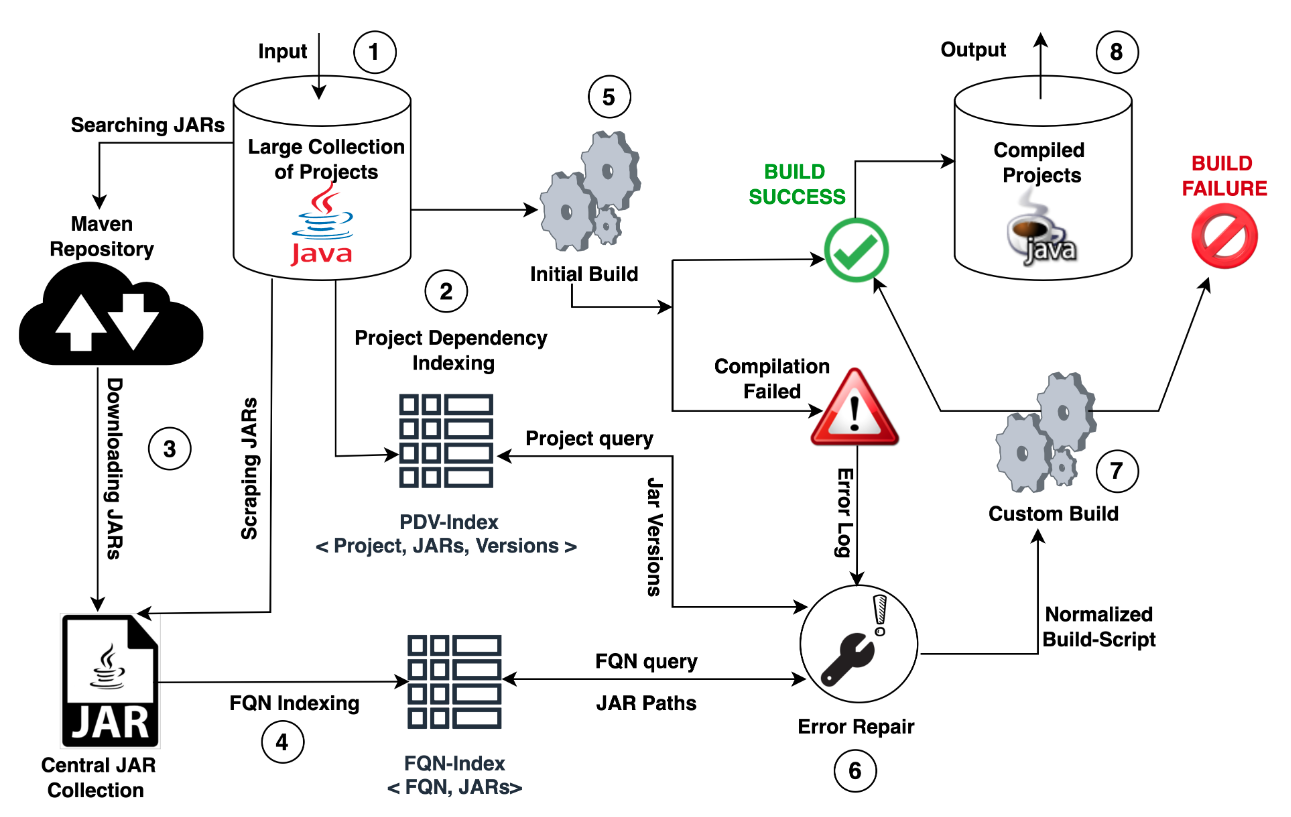 Input
1
Large Collection
of Projects
Java
Searching JARs
Maven
Repository
Downloading JARs
3
Scraping JARs
2
Project Dependency
Indexing
PDV-Index
< Project, JARs, Versions >
5
Initial Build
BUILD
SUCCESS
Output
8
Compiled
Projects
java
BUILD
FAILURE
Compilation
Failed
Project query
Jar Versions
Error Log
7
Custom Build
Normalized
Build-Script
JAR
Central JAR
Collection
FQN Indexing
4
FQN-Index
< FQN, JARs>
FQN query
JAR Paths
Error Repair
6